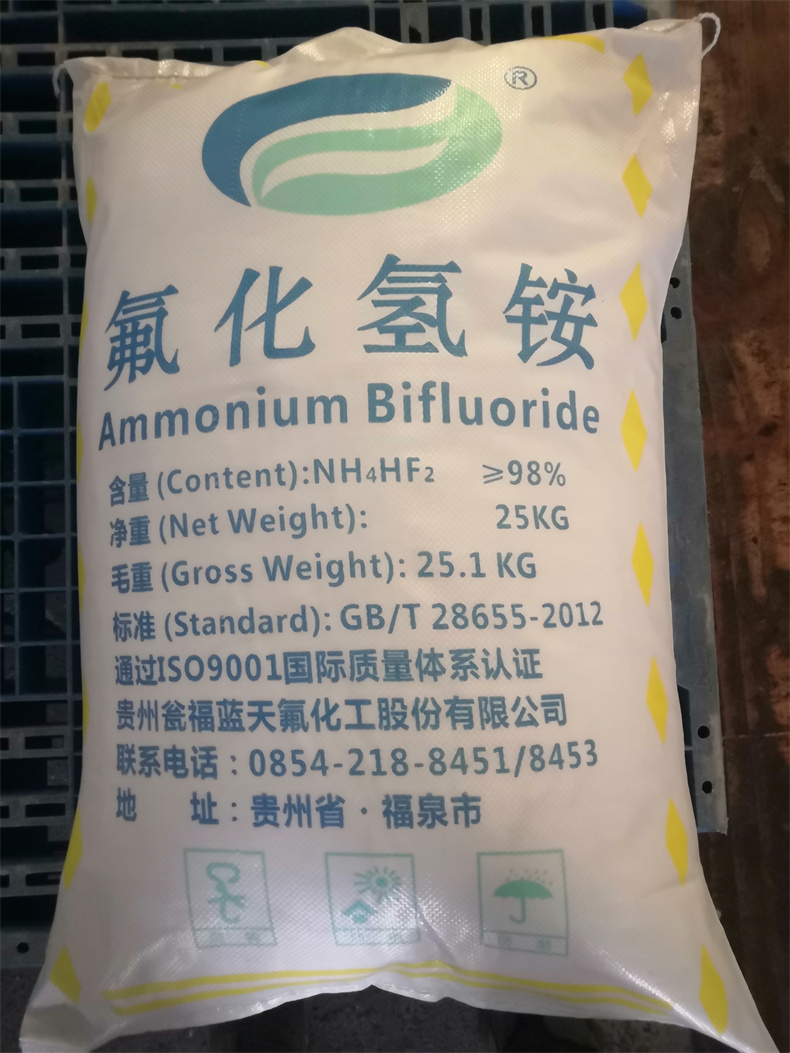 ®
氟化氢铵
Ammonium Bifluoride
含量 (Content):NH₄HF₂ ≥98%
净重 (Net Weight): 25KG
毛重 (Gross Weight): 25.1 KG
标准 (Standard): GB/T 28655-2012
通过ISO9001国际质量体系认证
贵州瓮福蓝天氟化工股份有限公司
联系电话：0854-218-8451/8453
地 址：贵州省·福泉市